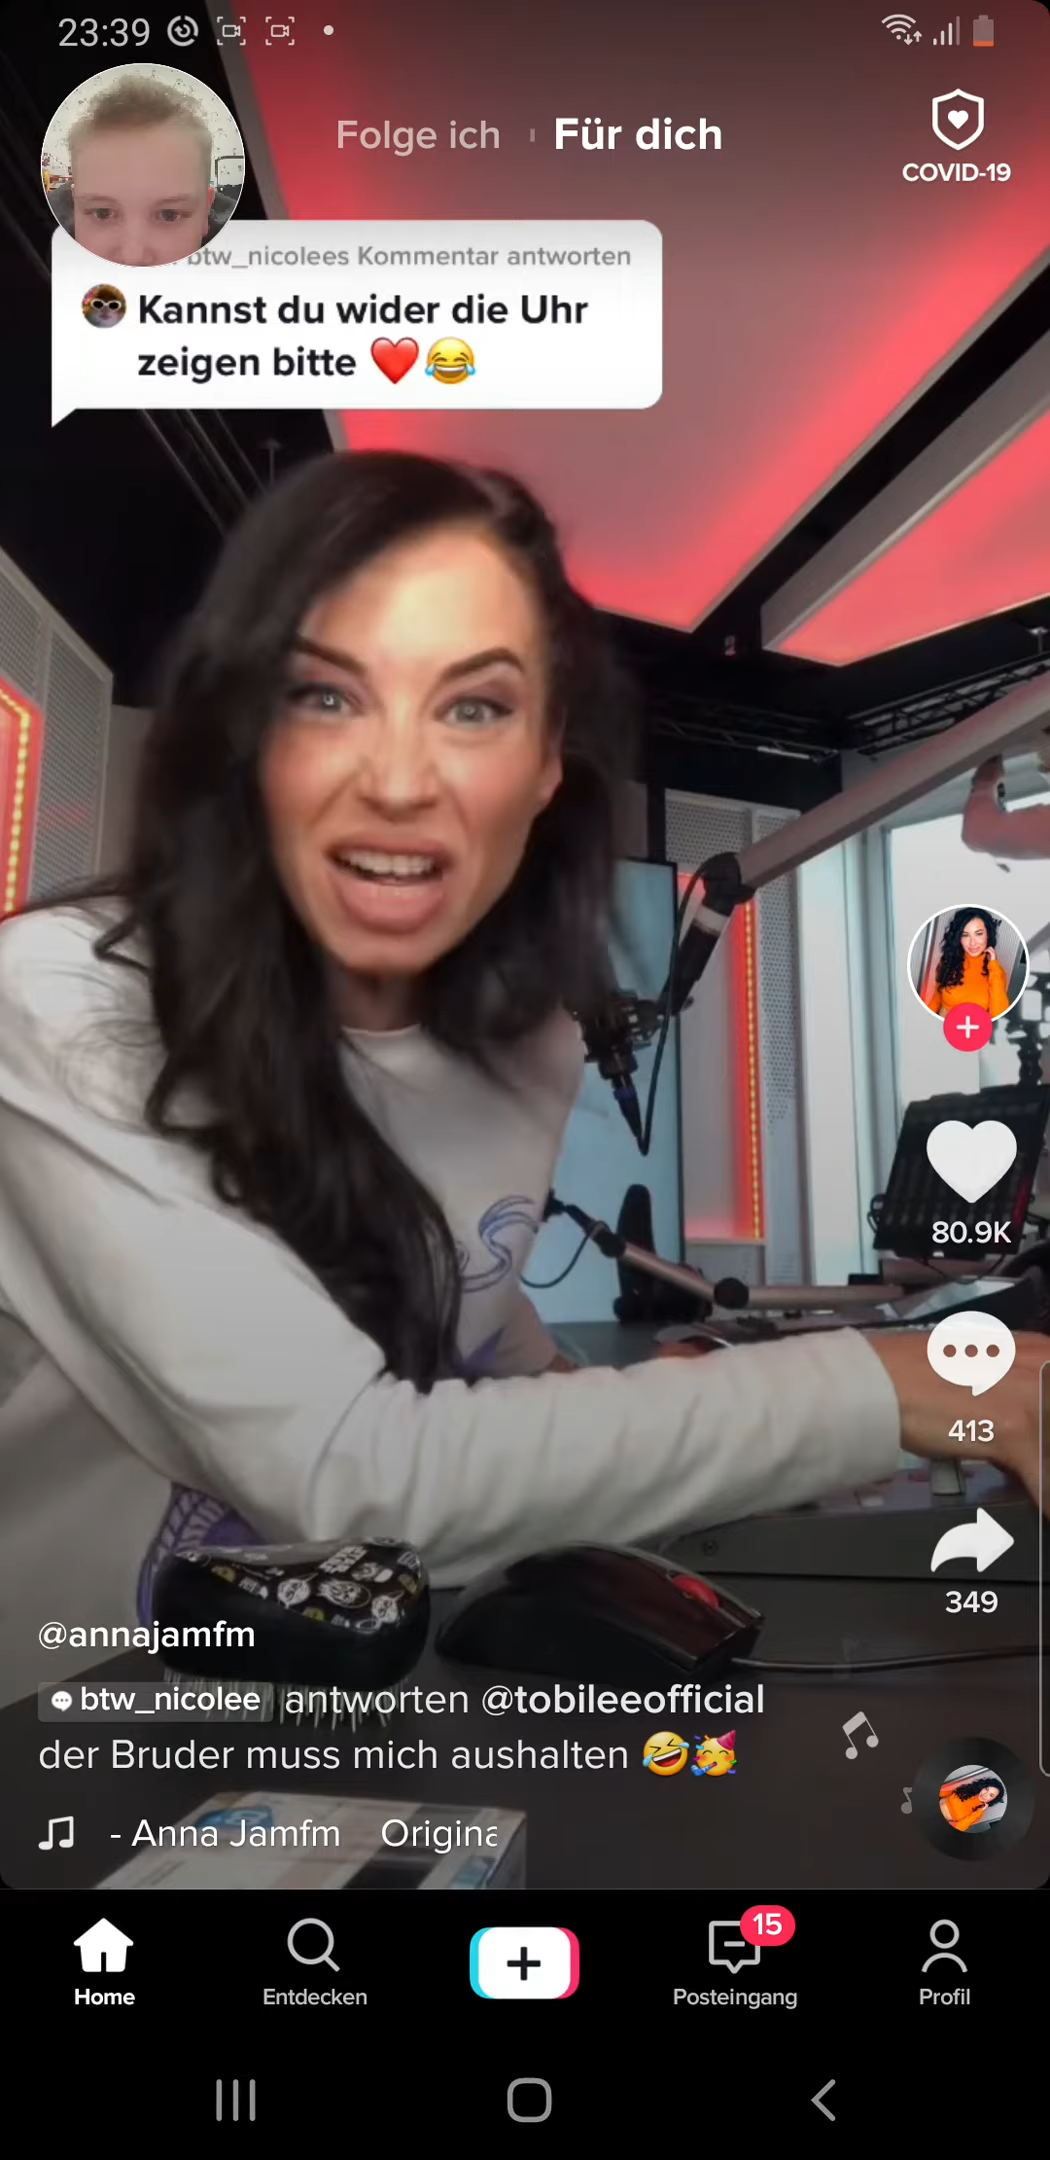 23:39
Folge ich
Für dich
COVID-19
btw_nicolees Kommentar antworten
Kannst du wider die Uhr
zeigen bitte ❤️😂
80.9K
413
349
@annajamfm
btw_nicolee antworten @tobileeofficial
der Bruder muss mich aushalten 🤣🥳
- Anna Jamfm Origina
15
Home
Entdecken
Posteingang
Profil